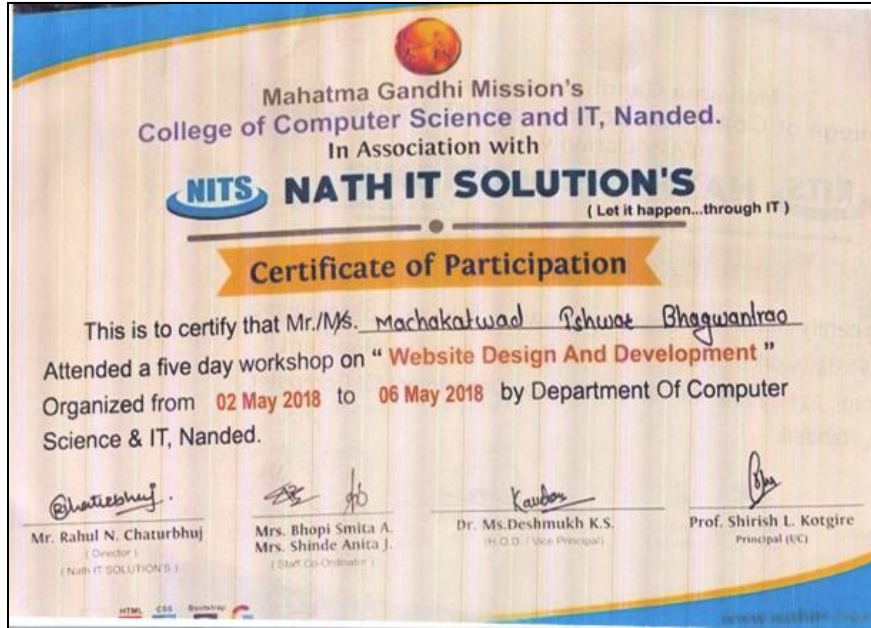 Mahatma Gandhi Mission's
College of Computer Science and IT, Nanded.
In Association with
NITS NATH IT SOLUTION'S
( Let it happen...through IT )
Certificate of Participation
This is to certify that Mr./Ms. Machakatwad Ishwar Bhagwantrao
Attended a five day workshop on " Website Design And Development "
Organized from 02 May 2018 to 06 May 2018 by Department Of Computer
Science & IT, Nanded.
Mr. Rahul N. Chaturbhuj
( Director )
( Nath IT SOLUTION'S )
Mrs. Bhopi Smita A.
Mrs. Shinde Anita J.
( Staff Co-Ordinator )
Dr. Ms.Deshmukh K.S.
(H.O.D. / Vice Principal)
Prof. Shirish L. Kotgire
Principal (I/C)
HTML CSS Bootstrap